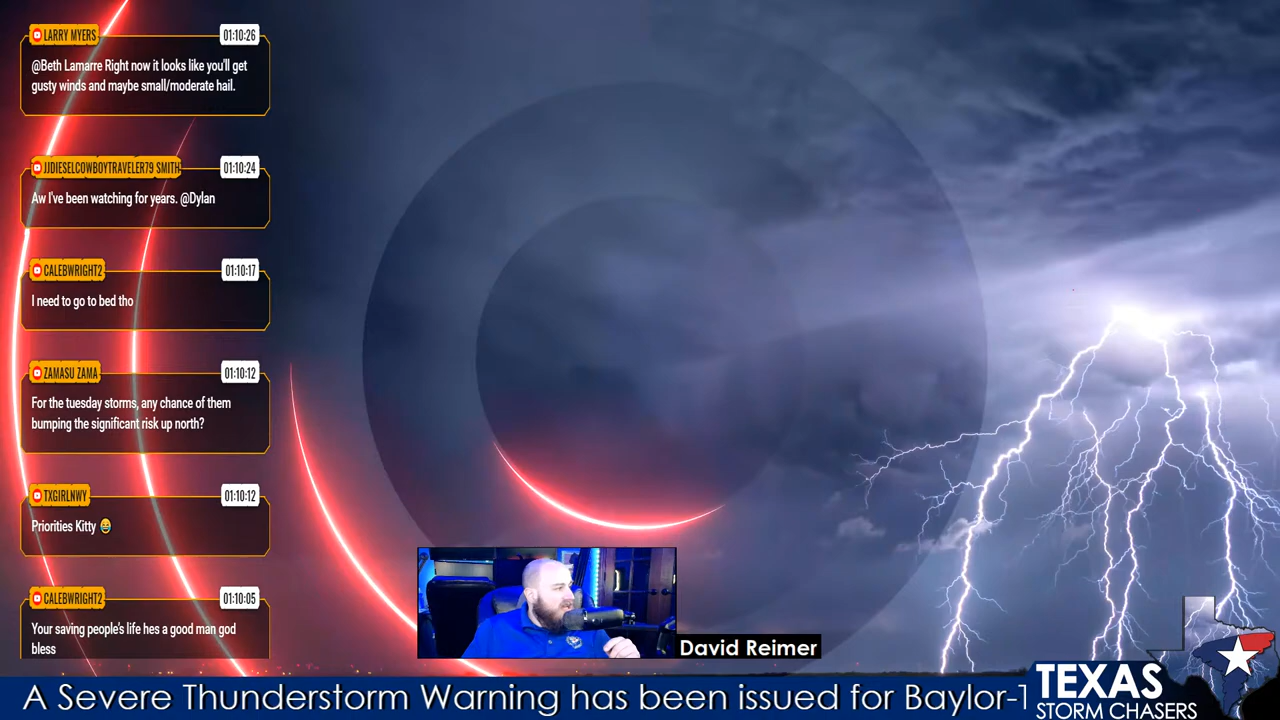 LARRY MYERS
01:10:26
@Beth Lamarre Right now it looks like you'll get
gusty winds and maybe small/moderate hail.
JJDIESELCOWBOYTRAVELER79 SMITH
01:10:24
Aw I've been watching for years. @Dylan
CALEBWRIGHT2
01:10:17
I need to go to bed tho
ZAMASU ZAMA
01:10:12
For the tuesday storms, any chance of them
bumping the significant risk up north?
TXGIRLNWY
01:10:12
Priorities Kitty 😂
CALEBWRIGHT2
01:10:05
Your saving people's life hes a good man god
bless
David Reimer
A Severe Thunderstorm Warning has been issued for Baylor-
TEXAS
STORM CHASERS